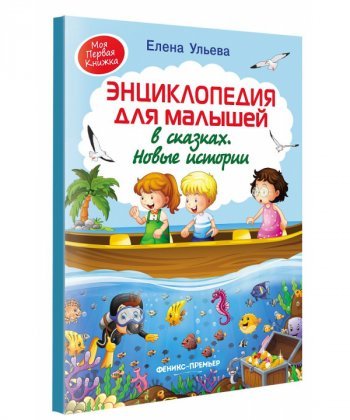 Моя
Первая
Книжка
Елена Ульева
ЭНЦИКЛОПЕДИЯ
ДЛЯ МАЛЫШЕЙ
в сказках.
Новые истории
ФЕНИКС-ПРЕМЬЕР